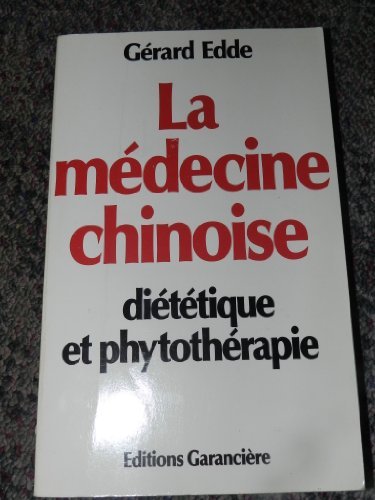 Gérard Edde
La
médecine
chinoise
diététique
et phytothérapie
Editions Garancière